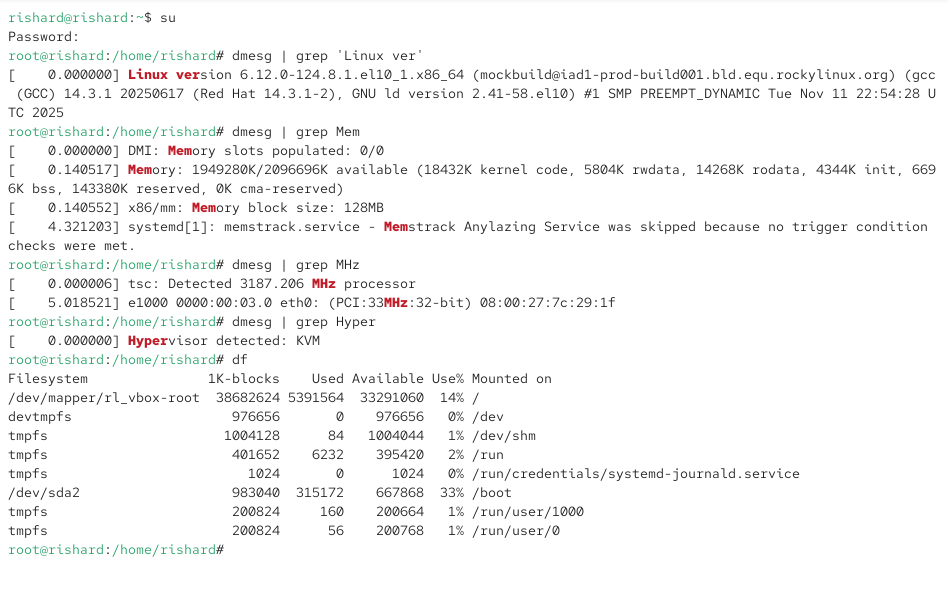 rishard@rishard:~$ su
Password:
root@rishard:/home/rishard# dmesg | grep 'Linux ver'
[    0.000000] Linux version 6.12.0-124.8.1.el10_1.x86_64 (mockbuild@iad1-prod-build001.bld.equ.rockylinux.org) (gcc
 (GCC) 14.3.1 20250617 (Red Hat 14.3.1-2), GNU ld version 2.41-58.el10) #1 SMP PREEMPT_DYNAMIC Tue Nov 11 22:54:28 U
TC 2025
root@rishard:/home/rishard# dmesg | grep Mem
[    0.000000] DMI: Memory slots populated: 0/0
[    0.140517] Memory: 1949280K/2096696K available (18432K kernel code, 5804K rwdata, 14268K rodata, 4344K init, 669
6K bss, 143380K reserved, 0K cma-reserved)
[    0.140552] x86/mm: Memory block size: 128MB
[    4.321203] systemd[1]: memstrack.service - Memstrack Anylazing Service was skipped because no trigger condition
checks were met.
root@rishard:/home/rishard# dmesg | grep MHz
[    0.000006] tsc: Detected 3187.206 MHz processor
[    5.018521] e1000 0000:00:03.0 eth0: (PCI:33MHz:32-bit) 08:00:27:7c:29:1f
root@rishard:/home/rishard# dmesg | grep Hyper
[    0.000000] Hypervisor detected: KVM
root@rishard:/home/rishard# df
Filesystem               1K-blocks    Used Available Use% Mounted on
/dev/mapper/rl_vbox-root  38682624 5391564  33291060  14% /
devtmpfs                    976656       0    976656   0% /dev
tmpfs                      1004128      84   1004044   1% /dev/shm
tmpfs                       401652    6232    395420   2% /run
tmpfs                         1024       0      1024   0% /run/credentials/systemd-journald.service
/dev/sda2                   983040  315172    667868  33% /boot
tmpfs                       200824     160    200664   1% /run/user/1000
tmpfs                       200824      56    200768   1% /run/user/0
root@rishard:/home/rishard#